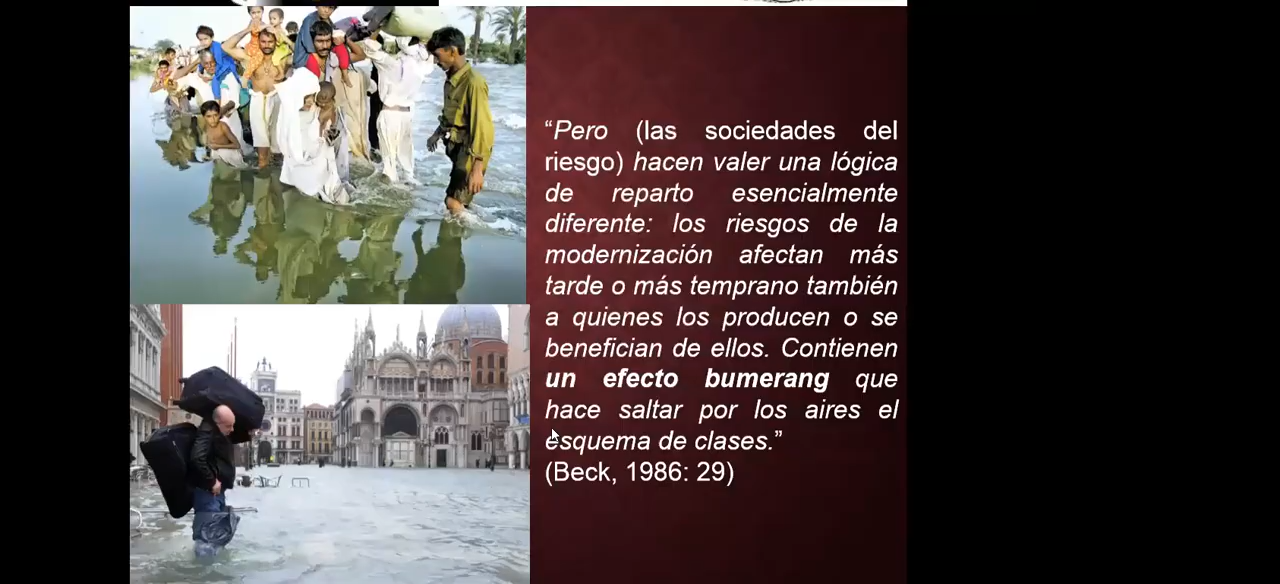 “Pero (las sociedades del
riesgo) hacen valer una lógica
de reparto esencialmente
diferente: los riesgos de la
modernización afectan más
tarde o más temprano también
a quienes los producen o se
benefician de ellos. Contienen
un efecto bumerang que
hace saltar por los aires el
esquema de clases.”
(Beck, 1986: 29)